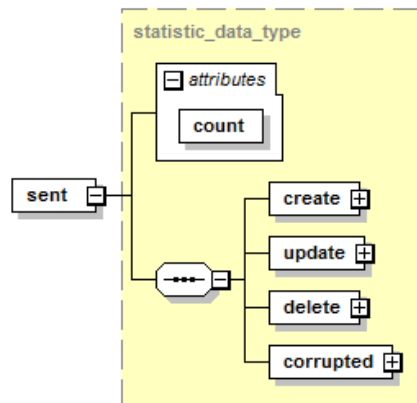 statistic_data_type
attributes
count
sent
create
update
delete
corrupted